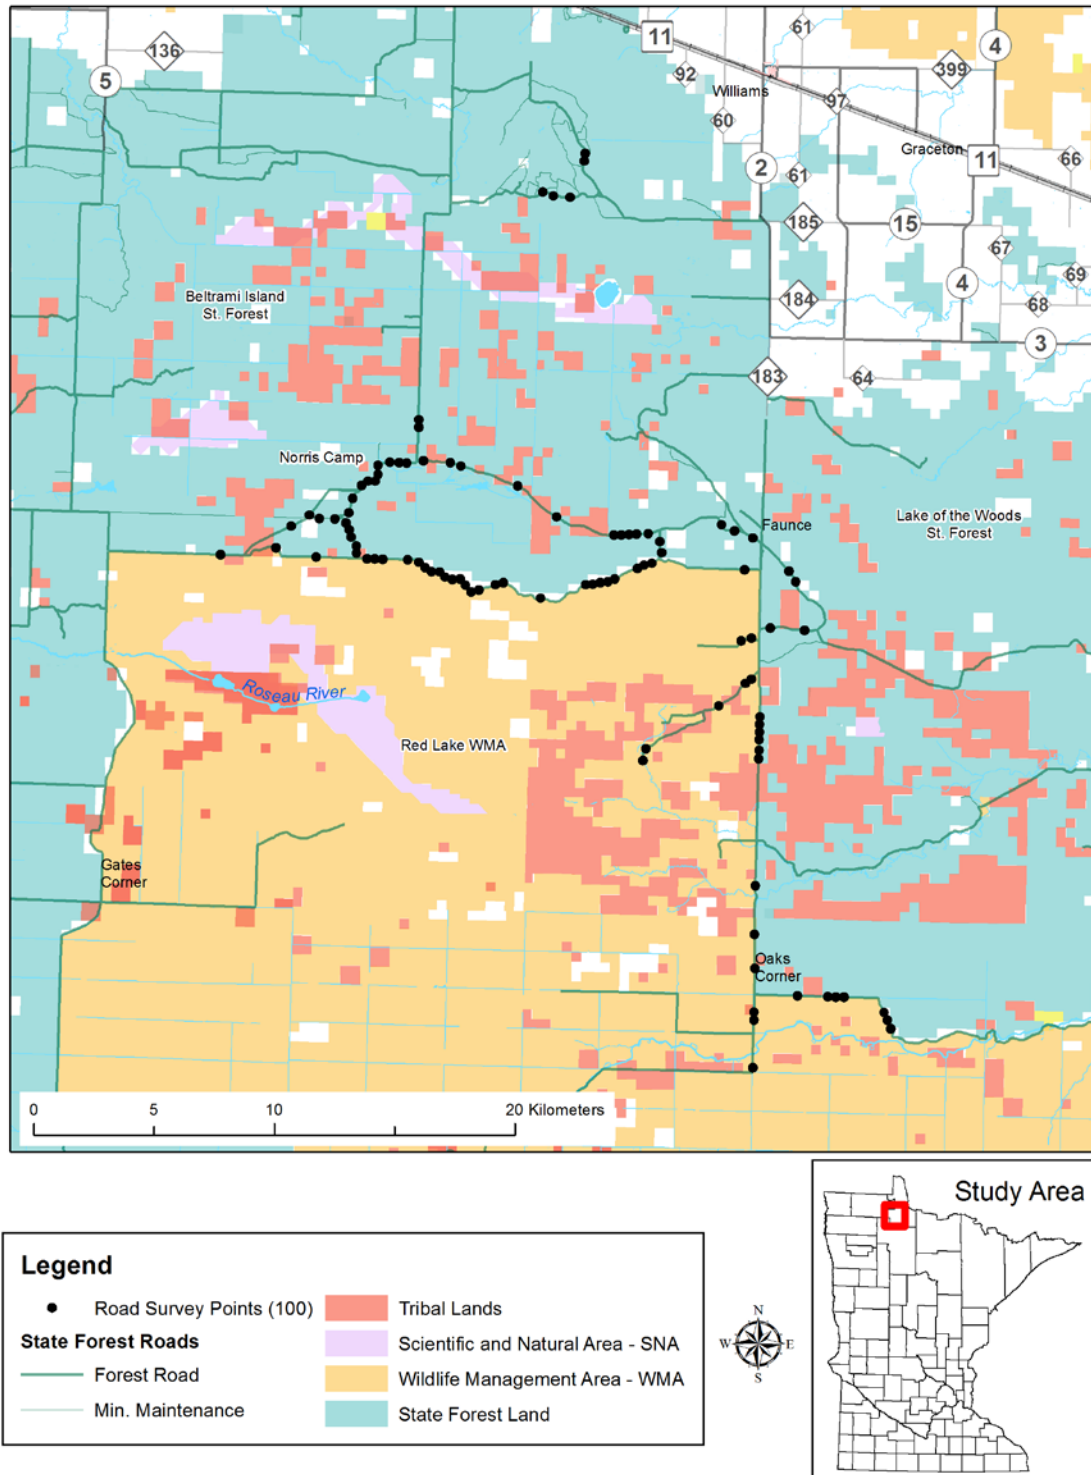 136
5
11
61
4
399
92
Williams
97
60
Graceton
11
66
2
61
185
15
67
4
69
184
68
3
183
64
Beltrami Island
St. Forest
Norris Camp
Lake of the Woods
St. Forest
Faunce
Roseau River
Red Lake WMA
Gates
Corner
Oaks
Corner
0 5 10 20 Kilometers
Study Area
Legend
Road Survey Points (100)
State Forest Roads
Forest Road
Min. Maintenance
Tribal Lands
Scientific and Natural Area - SNA
Wildlife Management Area - WMA
State Forest Land
N
W E
S